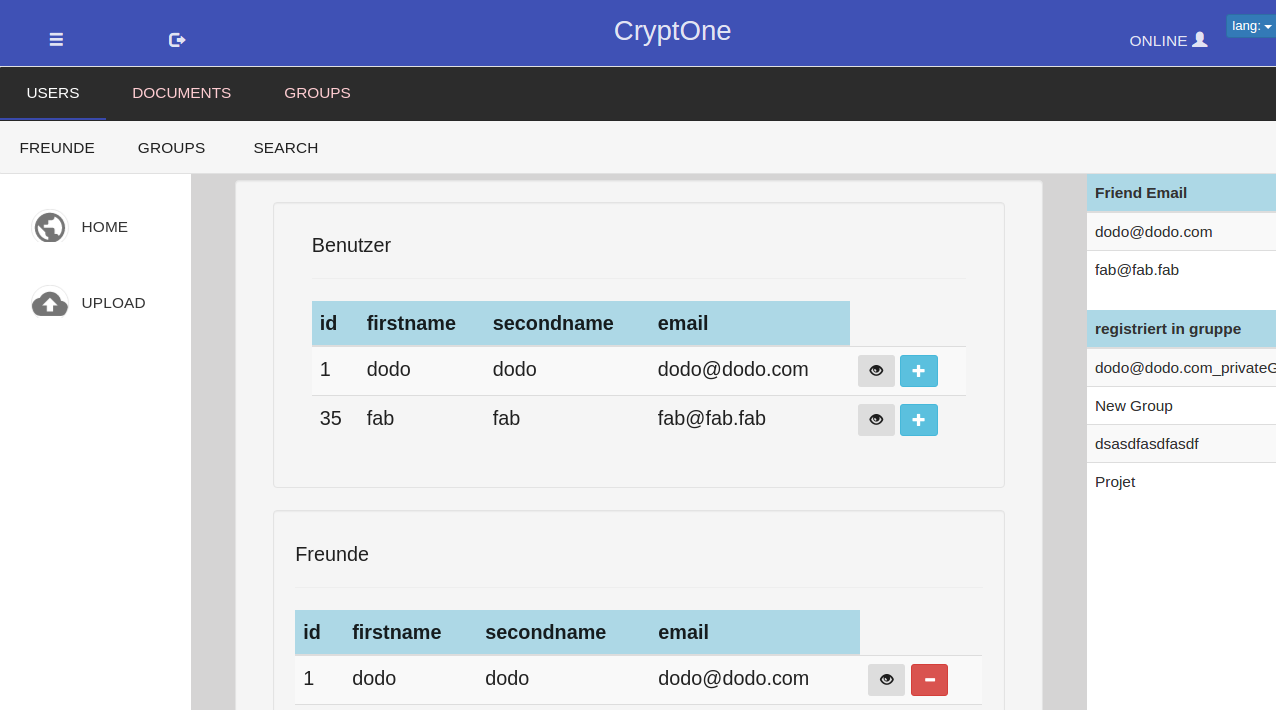 CryptOne
ONLINE
lang:
USERS DOCUMENTS GROUPS
FREUNDE GROUPS SEARCH
HOME
UPLOAD
Benutzer
id firstname secondname email
1 dodo dodo dodo@dodo.com
35 fab fab fab@fab.fab
Freunde
id firstname secondname email
1 dodo dodo dodo@dodo.com
Friend Email
dodo@dodo.com
fab@fab.fab
registriert in gruppe
dodo@dodo.com_privateG
New Group
dsasdfasdfasdf
Projet